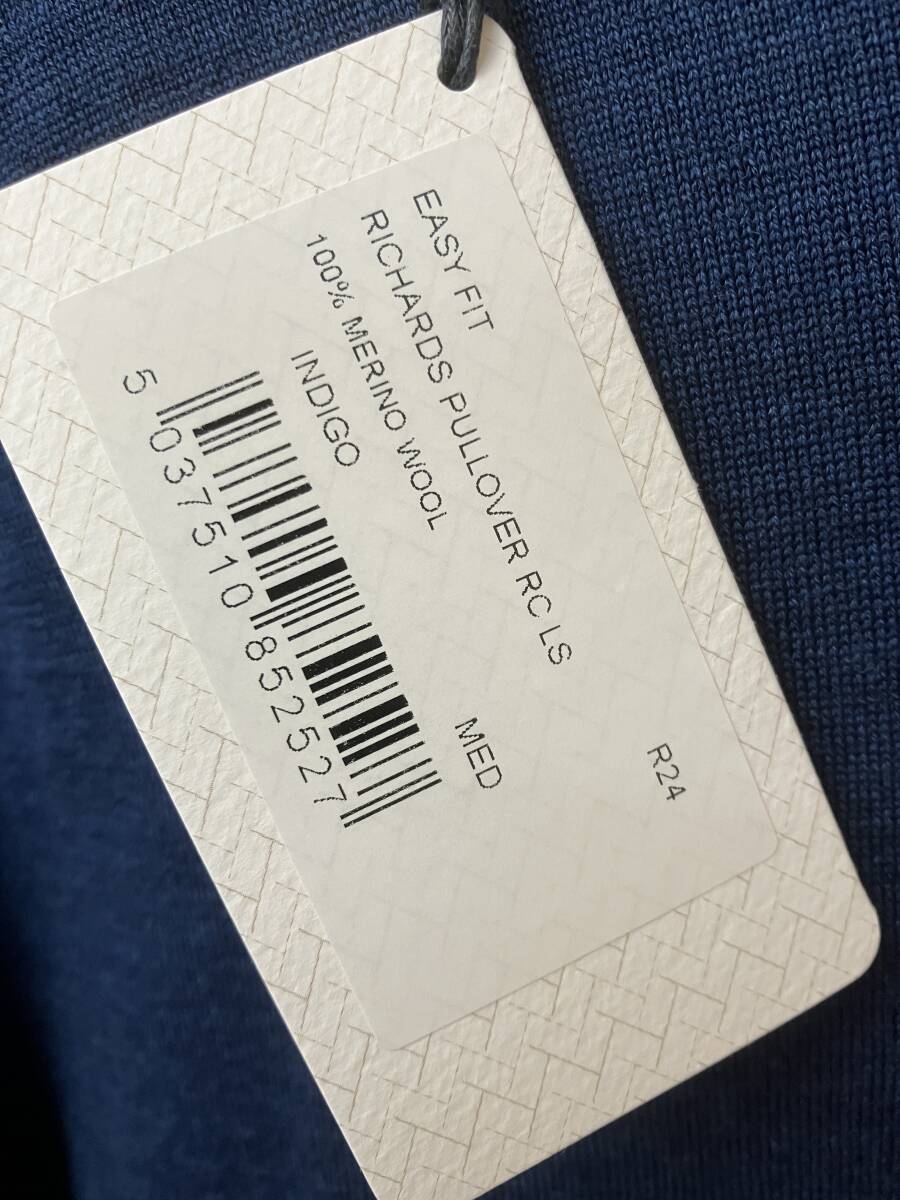 R24
EASY FIT
RICHARDS PULLOVER RC LS
100% MERINO WOOL
INDIGO MED
5 037510 852527